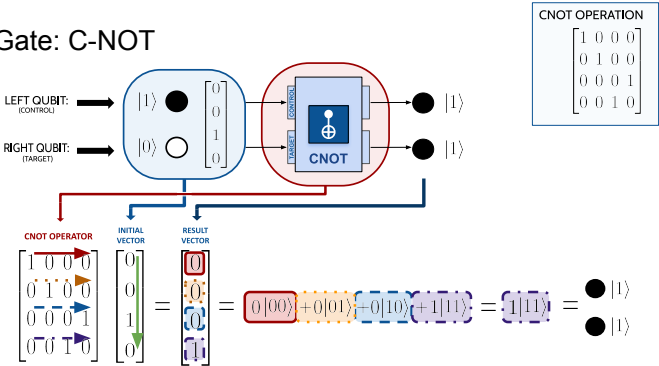 Gate: C-NOT
CNOT OPERATION
1 0 0 0
0 1 0 0
0 0 0 1
0 0 1 0
LEFT QUBIT:
(CONTROL)
|1⟩
0
0
1
0
CONTROL
|1⟩
RIGHT QUBIT:
(TARGET)
|0⟩
TARGET
CNOT
|1⟩
CNOT OPERATOR
INITIAL
VECTOR
RESULT
VECTOR
1 0 0 0
0 1 0 0
0 0 0 1
0 0 1 0
0
0
1
0
=
0
0
0
1
= 0|00⟩ +0|01⟩ +0|10⟩ +1|11⟩ = 1|11⟩ =
|1⟩
|1⟩